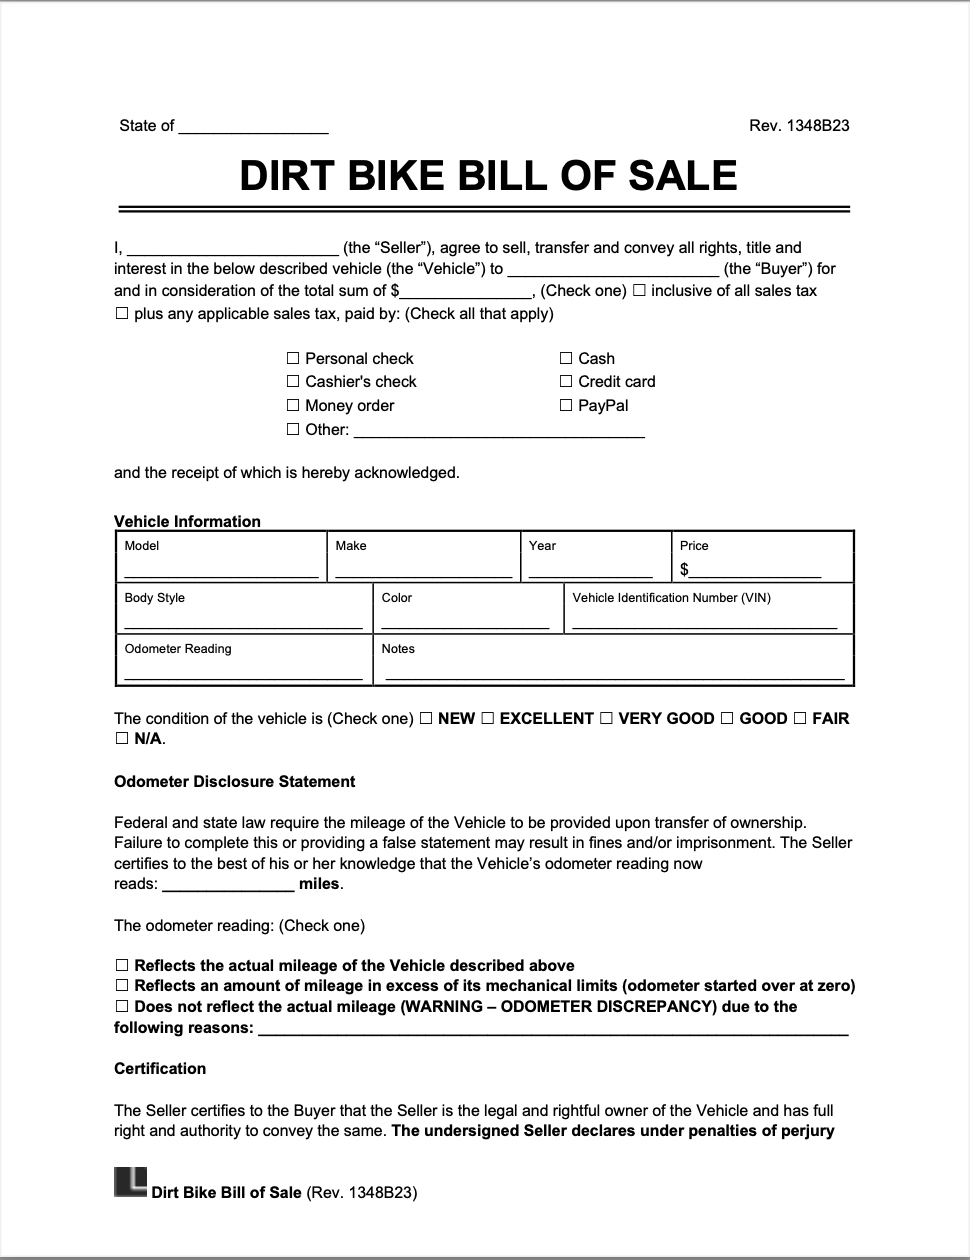 State of _________________ Rev. 1348B23
DIRT BIKE BILL OF SALE
I, ________________________ (the “Seller”), agree to sell, transfer and convey all rights, title and
interest in the below described vehicle (the “Vehicle”) to ________________________ (the “Buyer”) for
and in consideration of the total sum of $_______________, (Check one) ☐ inclusive of all sales tax
☐ plus any applicable sales tax, paid by: (Check all that apply)
☐ Personal check ☐ Cash
☐ Cashier's check ☐ Credit card
☐ Money order ☐ PayPal
☐ Other: _________________________________
and the receipt of which is hereby acknowledged.
Vehicle Information
Model Make Year Price
______________________ ____________________ ______________ $_______________
Body Style Color Vehicle Identification Number (VIN)
___________________________ ___________________ ______________________________
Odometer Reading Notes
___________________________ ____________________________________________________
The condition of the vehicle is (Check one) ☐ NEW ☐ EXCELLENT ☐ VERY GOOD ☐ GOOD ☐ FAIR
☐ N/A.
Odometer Disclosure Statement
Federal and state law require the mileage of the Vehicle to be provided upon transfer of ownership.
Failure to complete this or providing a false statement may result in fines and/or imprisonment. The Seller
certifies to the best of his or her knowledge that the Vehicle’s odometer reading now
reads: _______________ miles.
The odometer reading: (Check one)
☐ Reflects the actual mileage of the Vehicle described above
☐ Reflects an amount of mileage in excess of its mechanical limits (odometer started over at zero)
☐ Does not reflect the actual mileage (WARNING – ODOMETER DISCREPANCY) due to the
following reasons: ___________________________________________________________________
Certification
The Seller certifies to the Buyer that the Seller is the legal and rightful owner of the Vehicle and has full
right and authority to convey the same. The undersigned Seller declares under penalties of perjury
Dirt Bike Bill of Sale (Rev. 1348B23)